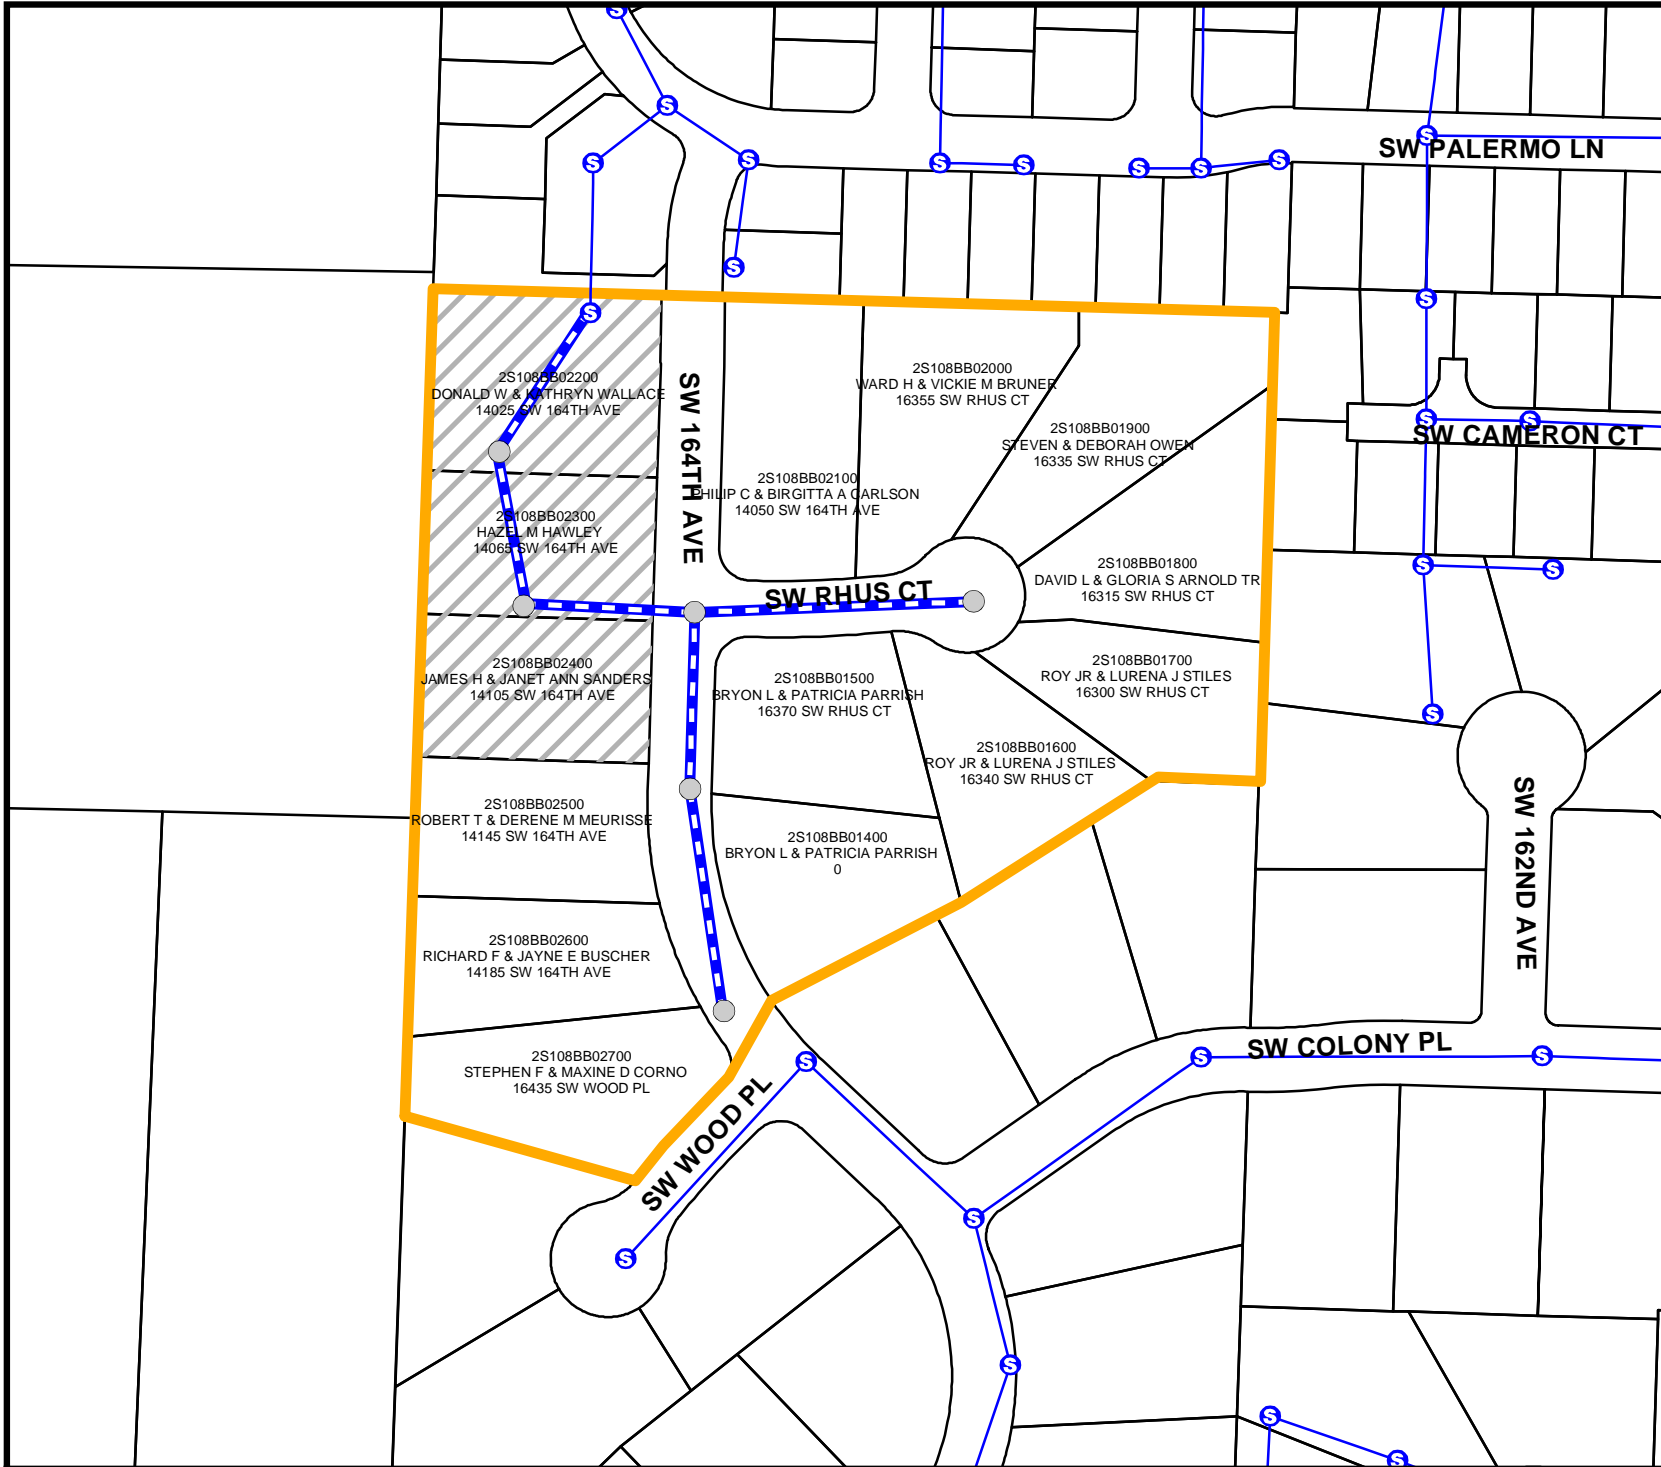 SW PALERMO LN
2S108BB02200
DONALD W & KATHRYN WALLACE
14025 SW 164TH AVE
2S108BB02000
WARD H & VICKIE M BRUNER
16355 SW RHUS CT
SW 164TH AVE
2S108BB01900
STEVEN & DEBORAH OWEN
16335 SW RHUS CT
SW CAMERON CT
2S108BB02100
PHILIP C & BIRGITTA A CARLSON
14050 SW 164TH AVE
2S108BB02300
HAZEL M HAWLEY
14065 SW 164TH AVE
2S108BB01800
DAVID L & GLORIA S ARNOLD TR
16315 SW RHUS CT
SW RHUS CT
2S108BB02400
JAMES H & JANET ANN SANDERS
14105 SW 164TH AVE
2S108BB01500
BRYON L & PATRICIA PARRISH
16370 SW RHUS CT
2S108BB01700
ROY JR & LURENA J STILES
16300 SW RHUS CT
2S108BB01600
ROY JR & LURENA J STILES
16340 SW RHUS CT
2S108BB02500
ROBERT T & DERENE M MEURISSE
14145 SW 164TH AVE
2S108BB01400
BRYON L & PATRICIA PARRISH
0
SW 162ND AVE
2S108BB02600
RICHARD F & JAYNE E BUSCHER
14185 SW 164TH AVE
2S108BB02700
STEPHEN F & MAXINE D CORNO
16435 SW WOOD PL
SW COLONY PL
SW WOOD PL